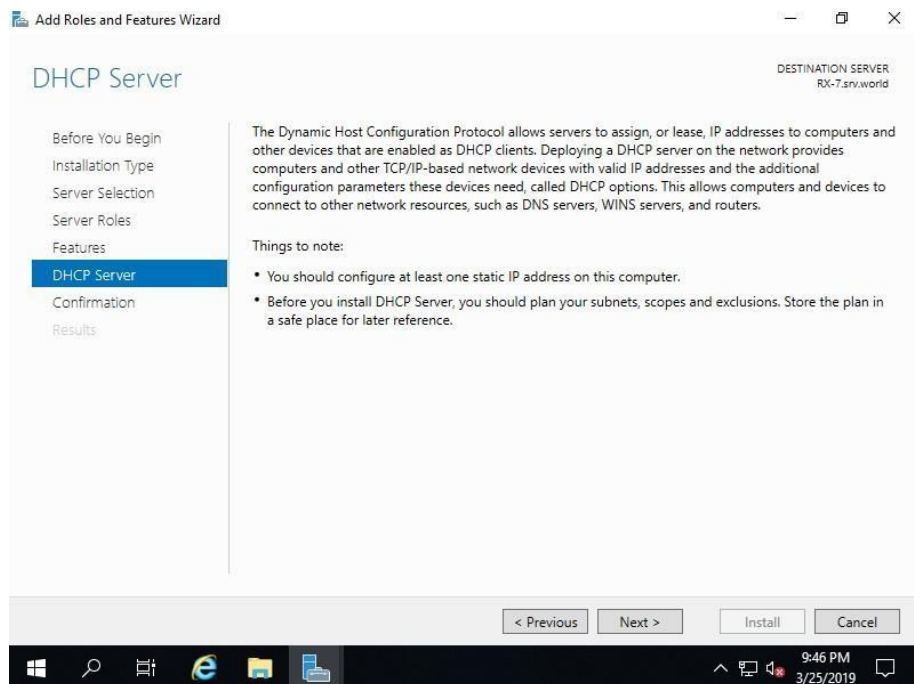 Add Roles and Features Wizard
DHCP Server
DESTINATION SERVER
RX-7.srv.world
Before You Begin
Installation Type
Server Selection
Server Roles
Features
DHCP Server
Confirmation
Results
The Dynamic Host Configuration Protocol allows servers to assign, or lease, IP addresses to computers and
other devices that are enabled as DHCP clients. Deploying a DHCP server on the network provides
computers and other TCP/IP-based network devices with valid IP addresses and the additional
configuration parameters these devices need, called DHCP options. This allows computers and devices to
connect to other network resources, such as DNS servers, WINS servers, and routers.
Things to note:
• You should configure at least one static IP address on this computer.
• Before you install DHCP Server, you should plan your subnets, scopes and exclusions. Store the plan in
a safe place for later reference.
< Previous
Next >
Install
Cancel
9:46 PM
3/25/2019